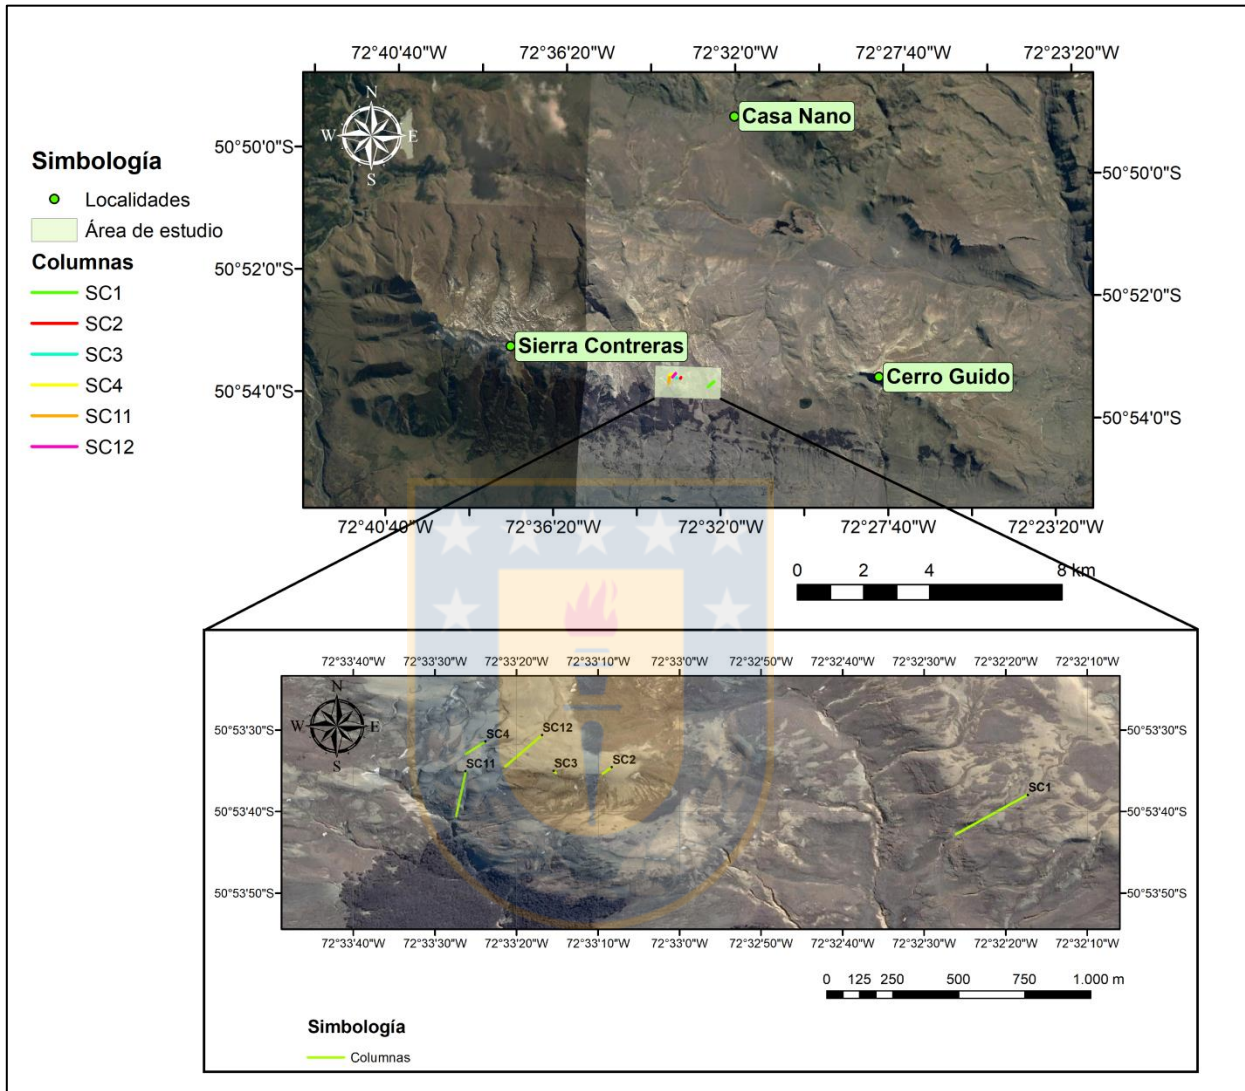 72°40'40"W 72°36'20"W 72°32'0"W 72°27'40"W 72°23'20"W
N
W E
S
Casa Nano
50°50'0"S
50°50'0"S
Simbología
Localidades
Área de estudio
Columnas
SC1
SC2
SC3
SC4
SC11
SC12
50°52'0"S
50°52'0"S
Sierra Contreras
Cerro Guido
50°54'0"S
50°54'0"S
72°40'40"W 72°36'20"W 72°32'0"W 72°27'40"W 72°23'20"W
0 2 4 8 km
72°33'40"W 72°33'30"W 72°33'20"W 72°33'10"W 72°33'0"W 72°32'50"W 72°32'40"W 72°32'30"W 72°32'20"W 72°32'10"W
N
W E
S
50°53'30"S
50°53'30"S
SC4
SC12
SC11
SC3
SC2
SC1
50°53'40"S
50°53'40"S
50°53'50"S
50°53'50"S
72°33'40"W 72°33'30"W 72°33'20"W 72°33'10"W 72°33'0"W 72°32'50"W 72°32'40"W 72°32'30"W 72°32'20"W 72°32'10"W
0 125 250 500 750 1.000 m
Simbología
Columnas